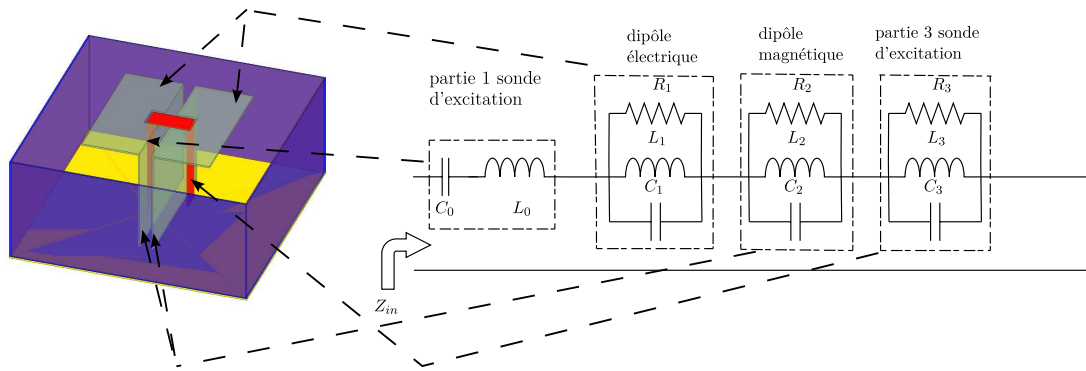 partie 1 sonde
d'excitation
dipôle
électrique
dipôle
magnétique
partie 3 sonde
d'excitation
R₁
R₂
R₃
L₁
L₂
L₃
C₁
C₂
C₃
C₀
L₀
Z_in